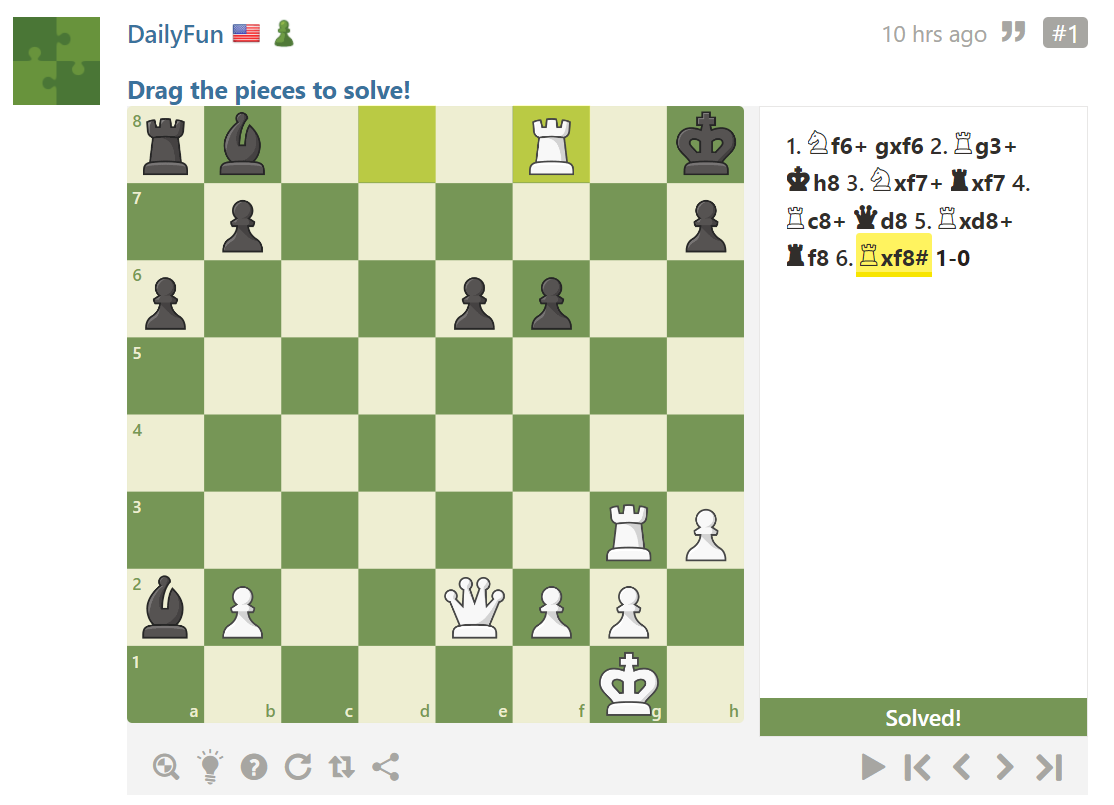 DailyFun
10 hrs ago
#1
Drag the pieces to solve!
8
7
6
5
4
3
2
1
a b c d e f g h
1. ♘f6+ gxf6 2. ♖g3+
♚h8 3. ♘xf7+ ♜xf7 4.
♖c8+ ♛d8 5. ♖xd8+
♜f8 6. ♖xf8# 1-0
Solved!